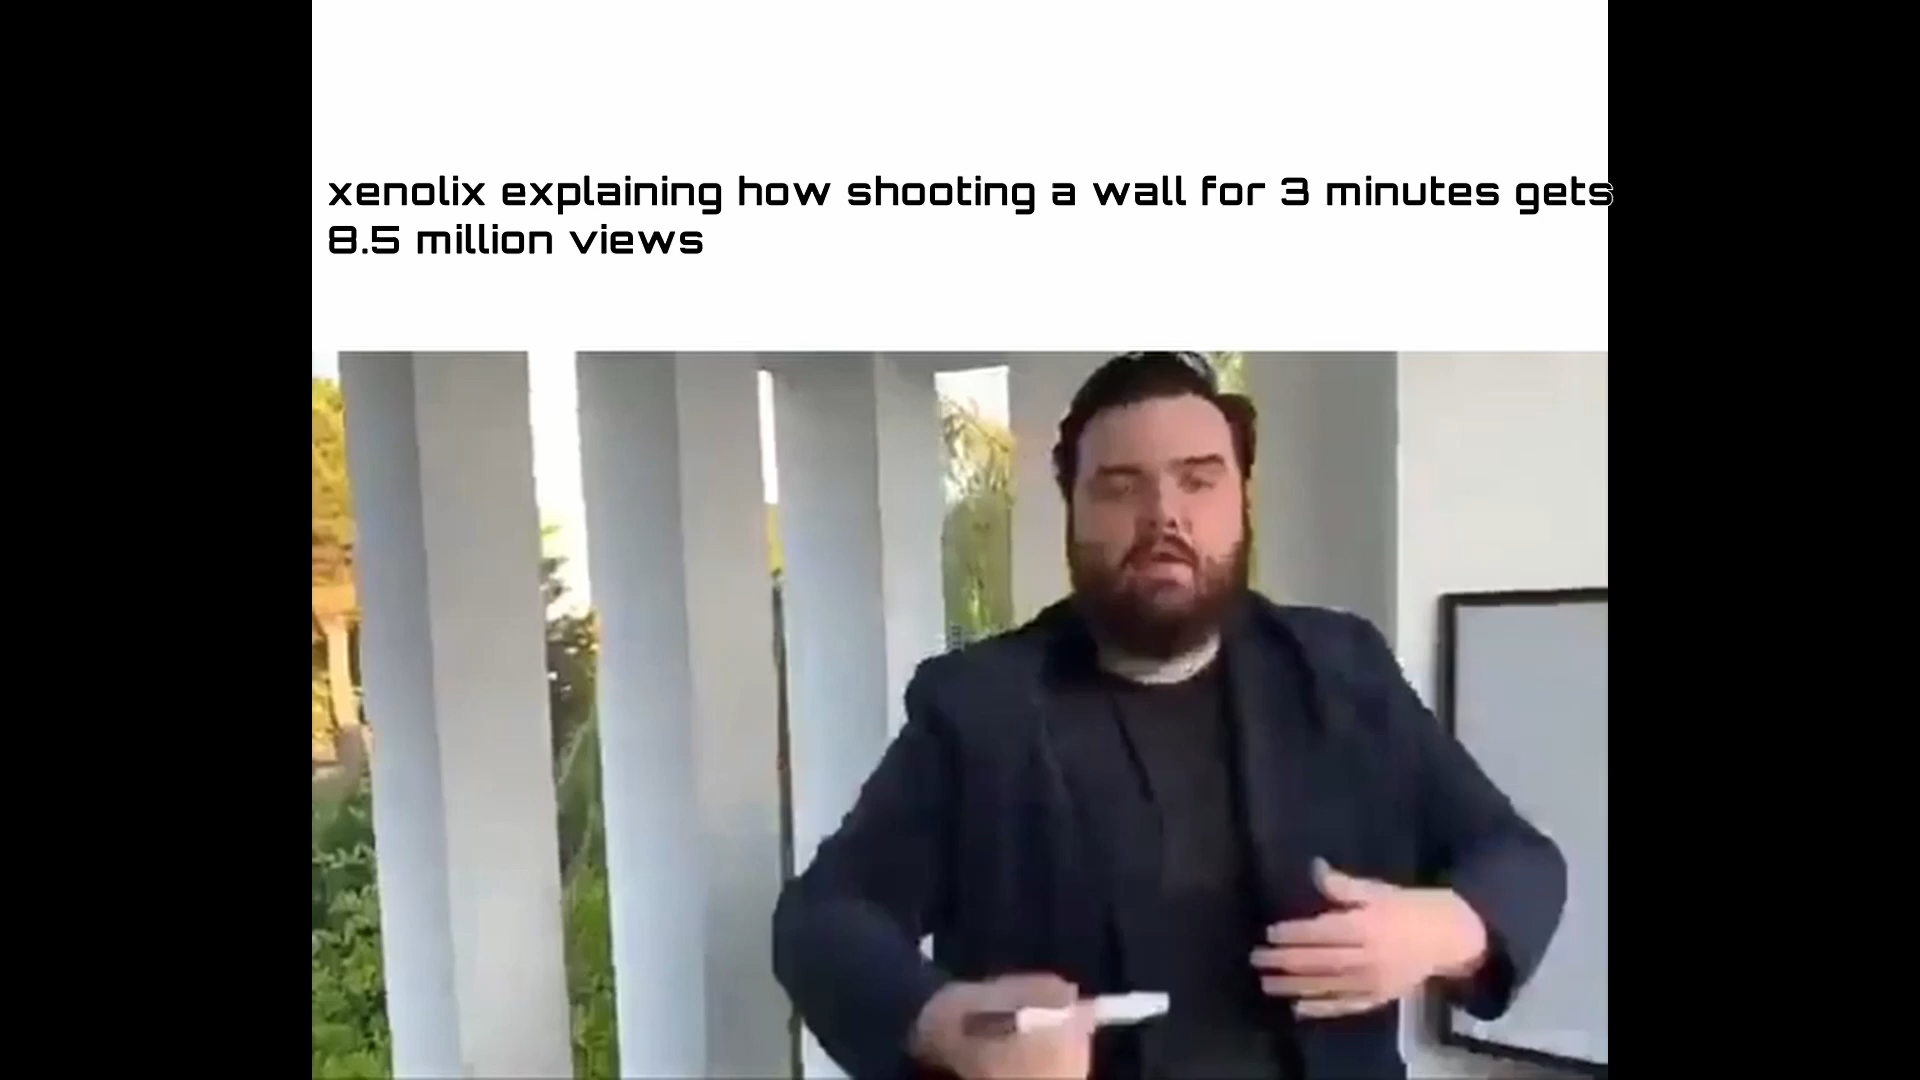 xenolix explaining how shooting a wall for 3 minutes gets
8.5 million views